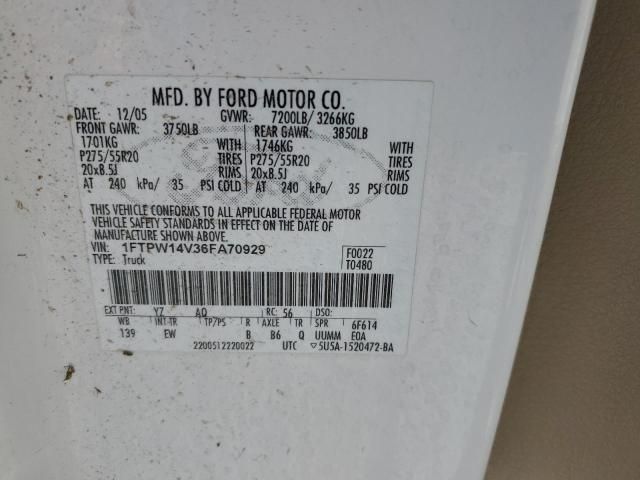 MFD. BY FORD MOTOR CO.
DATE: 12/05 GVWR: 7200LB/ 3266KG
FRONT GAWR: 3750LB REAR GAWR: 3850LB
1701KG WITH 1746KG WITH
P275/55R20 TIRES P275/55R20 TIRES
20x8.5J RIMS 20x8.5J RIMS
AT 240 kPa/ 35 PSI COLD AT 240 kPa/ 35 PSI COLD
THIS VEHICLE CONFORMS TO ALL APPLICABLE FEDERAL MOTOR
VEHICLE SAFETY STANDARDS IN EFFECT ON THE DATE OF
MANUFACTURE SHOWN ABOVE.
VIN: 1FTPW14V36FA70929 F0022
TYPE: Truck T0480
EXT PNT: YZ AQ RC: 56 DSO:
WB INT TR TP/PS R AXLE TR SPR 6F614
139 EW B B6 Q UUMM E0A
2200512220022 UTC ▽5U5A-1520472-BA